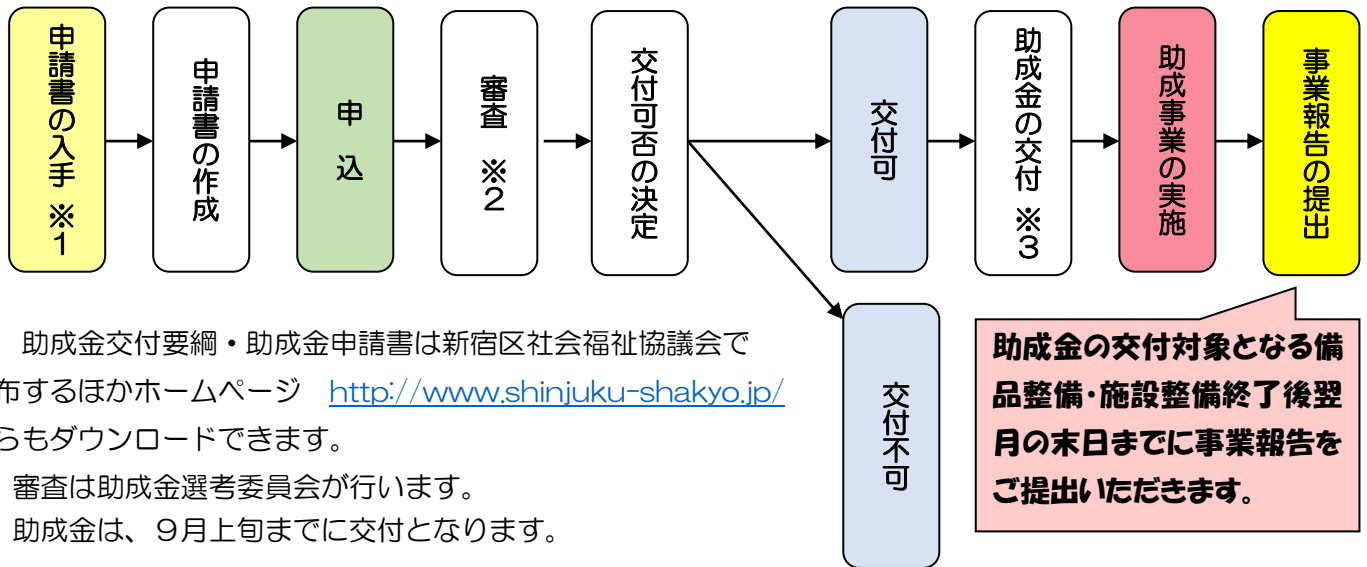 申請書の入手 ※1
申請書の作成
申 込
審査 ※2
交付可否の決定
交付可
助成金の交付 ※3
助成事業の実施
事業報告の提出
交付不可
助成金交付要綱・助成金申請書は新宿区社会福祉協議会で
布するほかホームページ http://www.shinjuku-shakyo.jp/
らもダウンロードできます。
審査は助成金選考委員会が行います。
助成金は、9月上旬までに交付となります。
助成金の交付対象となる備
品整備・施設整備終了後翌
月の末日までに事業報告を
ご提出いただきます。